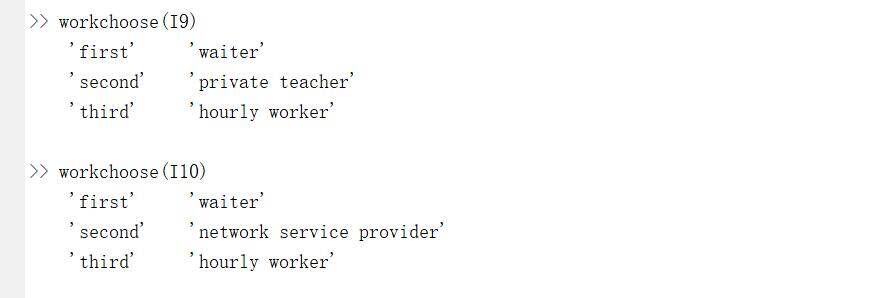 >> workchoose(I9)
'first' 'waiter'
'second' 'private teacher'
'third' 'hourly worker'
>> workchoose(I10)
'first' 'waiter'
'second' 'network service provider'
'third' 'hourly worker'